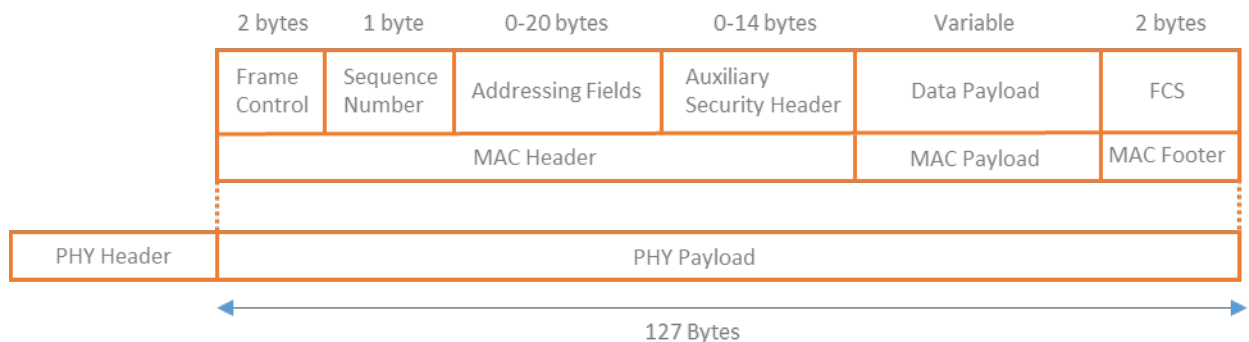 2 bytes 1 byte 0-20 bytes 0-14 bytes Variable 2 bytes
Frame Control
Sequence Number
Addressing Fields
Auxiliary Security Header
Data Payload
FCS
MAC Header MAC Payload MAC Footer
PHY Header PHY Payload
127 Bytes